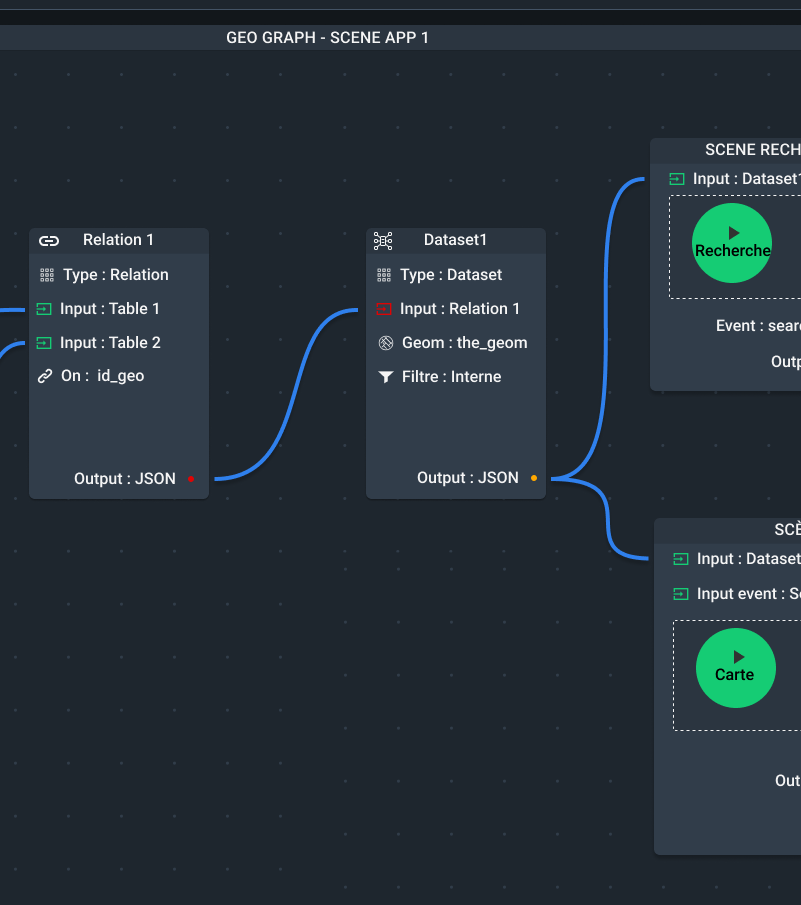 GEO GRAPH - SCENE APP 1
Relation 1
Type : Relation
Input : Table 1
Input : Table 2
On : id_geo
Output : JSON
Dataset1
Type : Dataset
Input : Relation 1
Geom : the_geom
Filtre : Interne
Output : JSON
SCENE RECH
Input : Dataset1
Recherche
Event : sear
Outp
SCÈ
Input : Dataset
Input event : S
Carte
Out